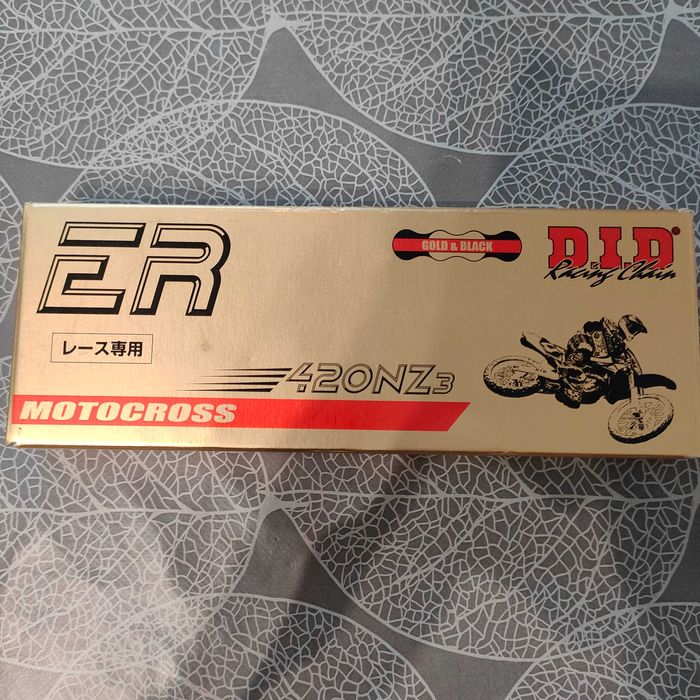 ER
GOLD & BLACK
D.I.D®
Racing Chain
レース専用
420NZ3
MOTOCROSS